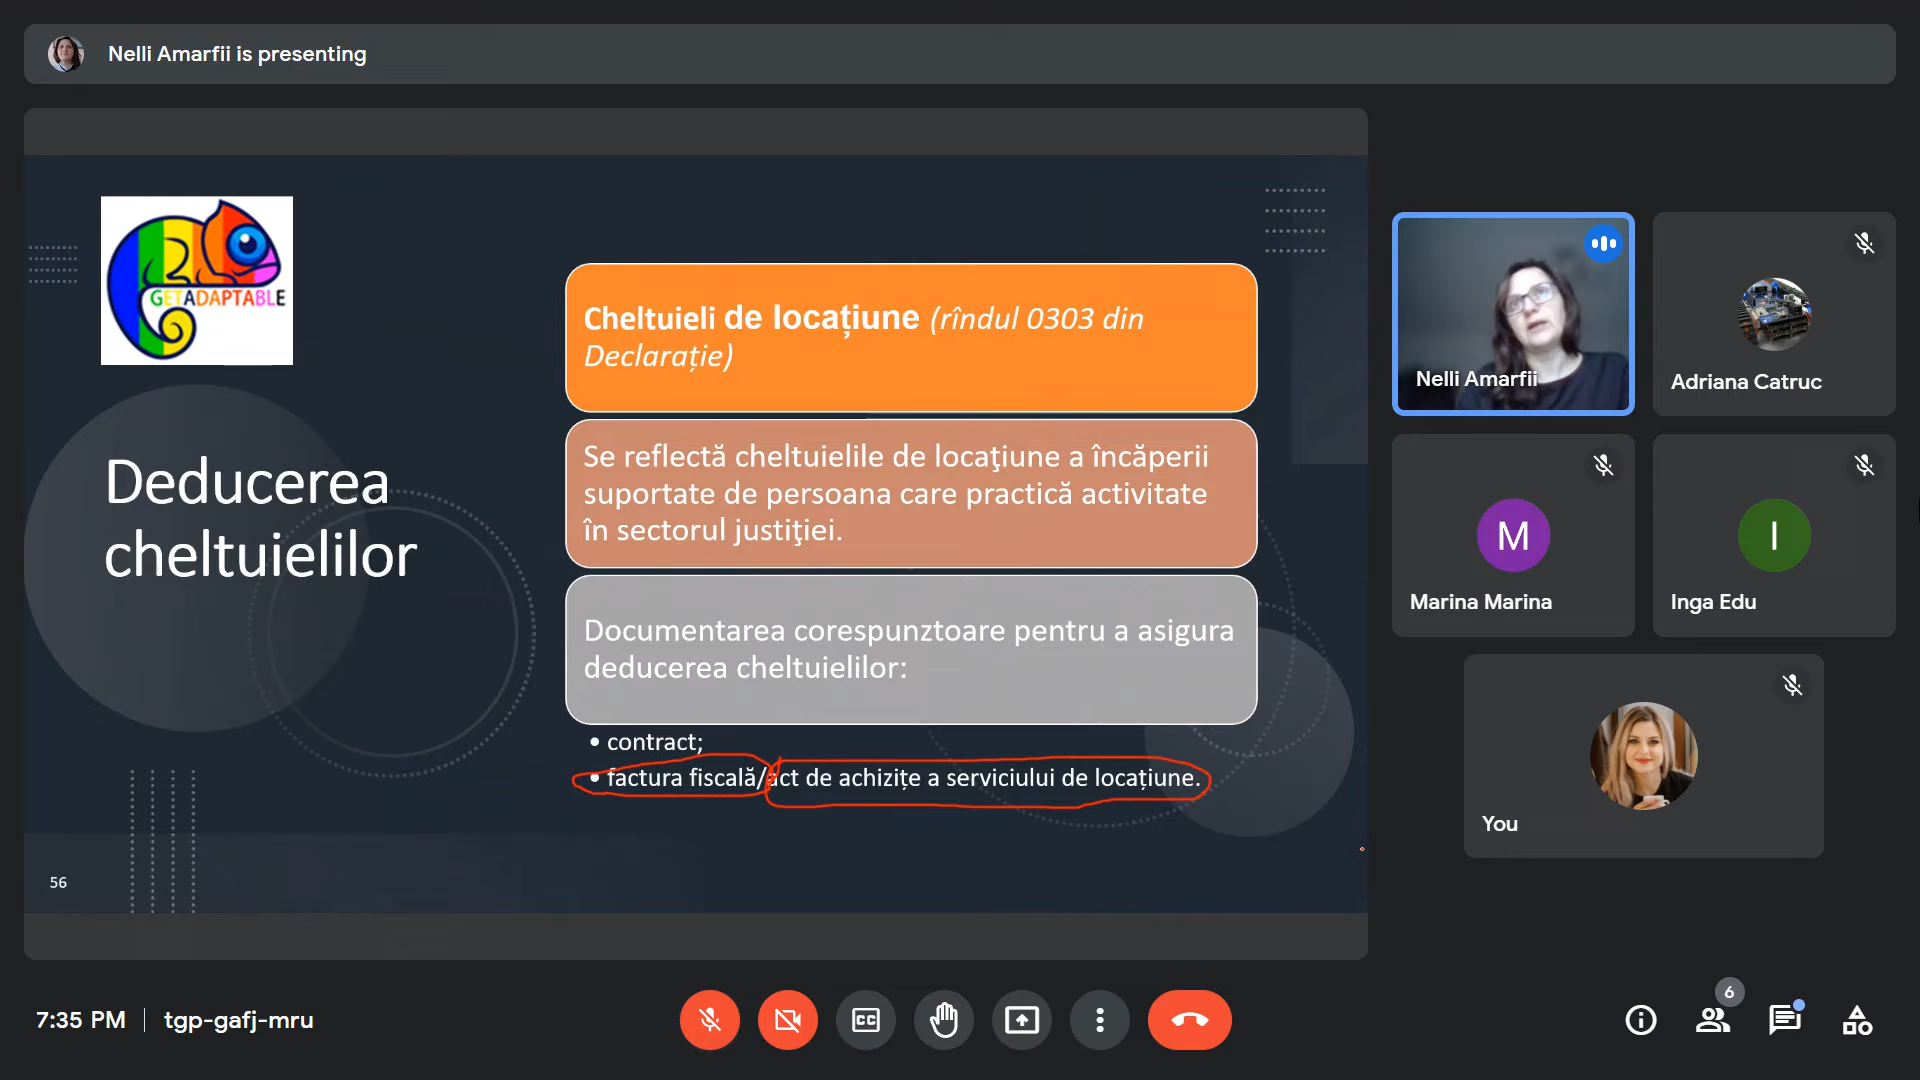 Nelli Amarfii is presenting
GETADAPTABLE
Deducerea
cheltuielilor
Cheltuieli de locațiune (rîndul 0303 din
Declarație)
Se reflectă cheltuielile de locaţiune a încăperii
suportate de persoana care practică activitate
în sectorul justiţiei.
Documentarea corespunztoare pentru a asigura
deducerea cheltuielilor:
• contract;
• factura fiscală/act de achizițe a serviciului de locațiune.
56
Nelli Amarfii
Adriana Catruc
M
Marina Marina
I
Inga Edu
You
7:35 PM
tgp-gafj-mru
CC
6